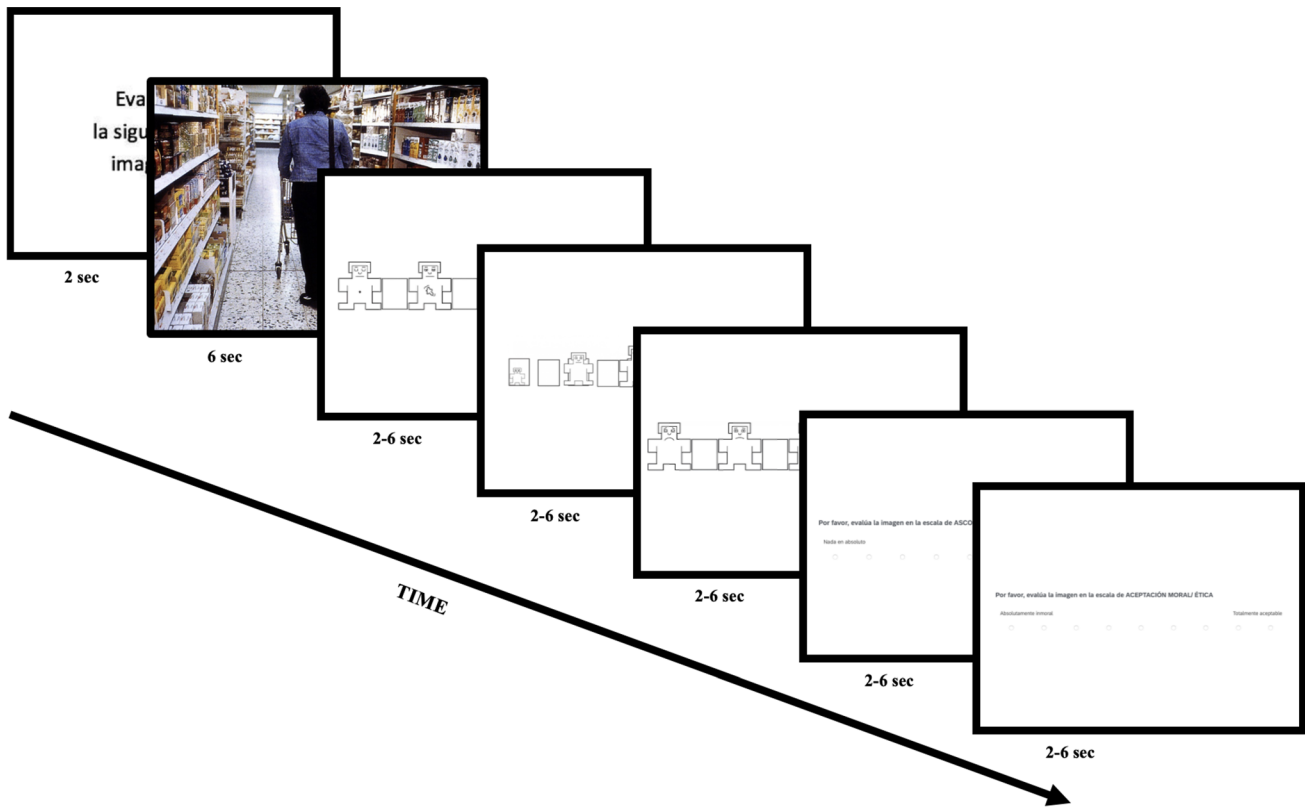 Eva
la sigu
ima
2 sec
6 sec
2-6 sec
2-6 sec
2-6 sec
Por favor, evalúa la imagen en la escala de ASCO
Nada en absoluto
2-6 sec
Por favor, evalúa la imagen en la escala de ACEPTACIÓN MORAL/ ÉTICA
Absolutamente inmoral
Totalmente aceptable
2-6 sec
TIME